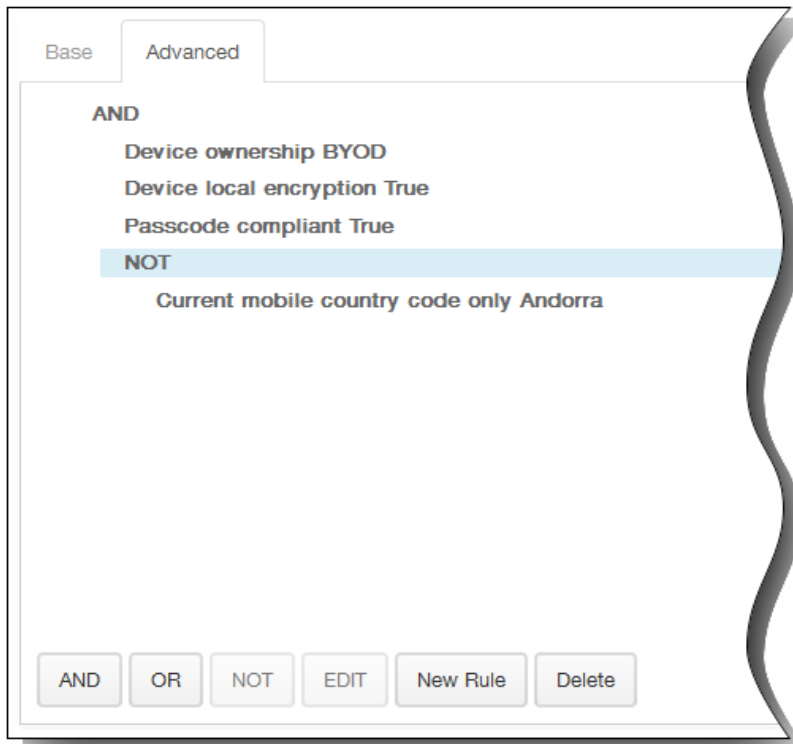 Base Advanced
AND
Device ownership BYOD
Device local encryption True
Passcode compliant True
NOT
Current mobile country code only Andorra
AND OR NOT EDIT New Rule Delete